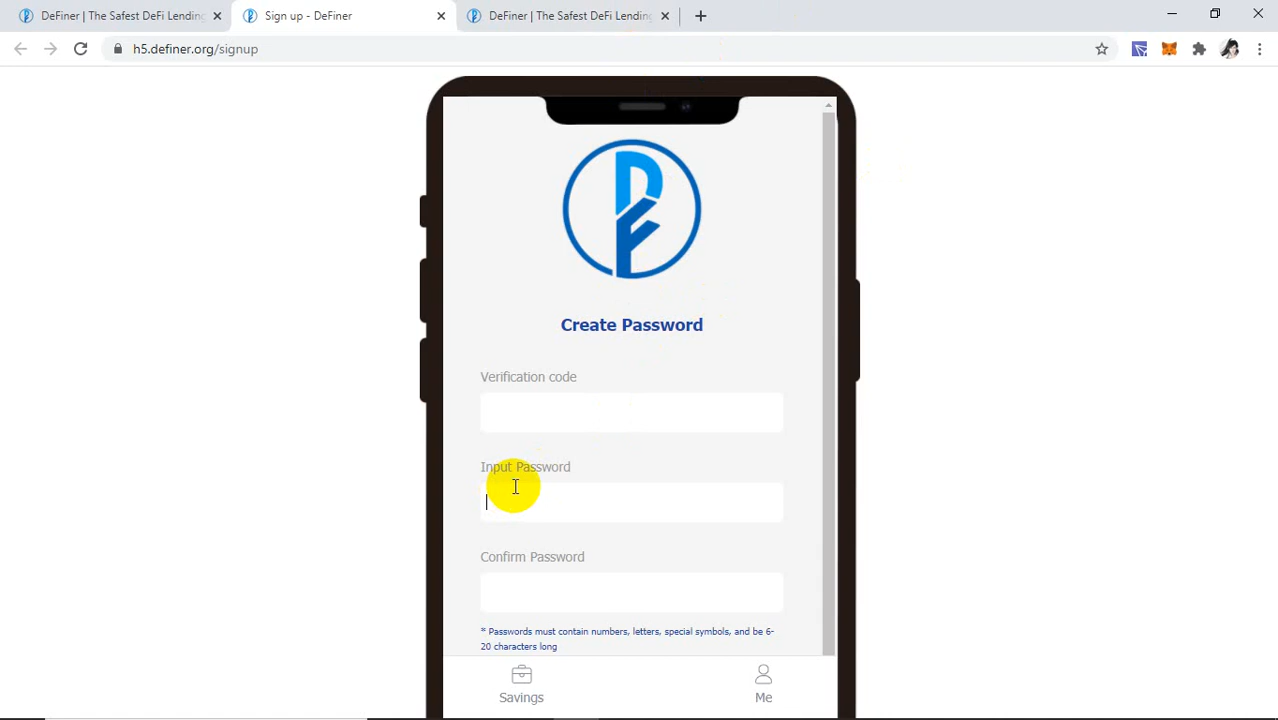 DeFiner | The Safest DeFi Lending
Sign up - DeFiner
DeFiner | The Safest DeFi Lending
h5.definer.org/signup
Create Password
Verification code
Input Password
Confirm Password
* Passwords must contain numbers, letters, special symbols, and be 6-
20 characters long
Savings
Me